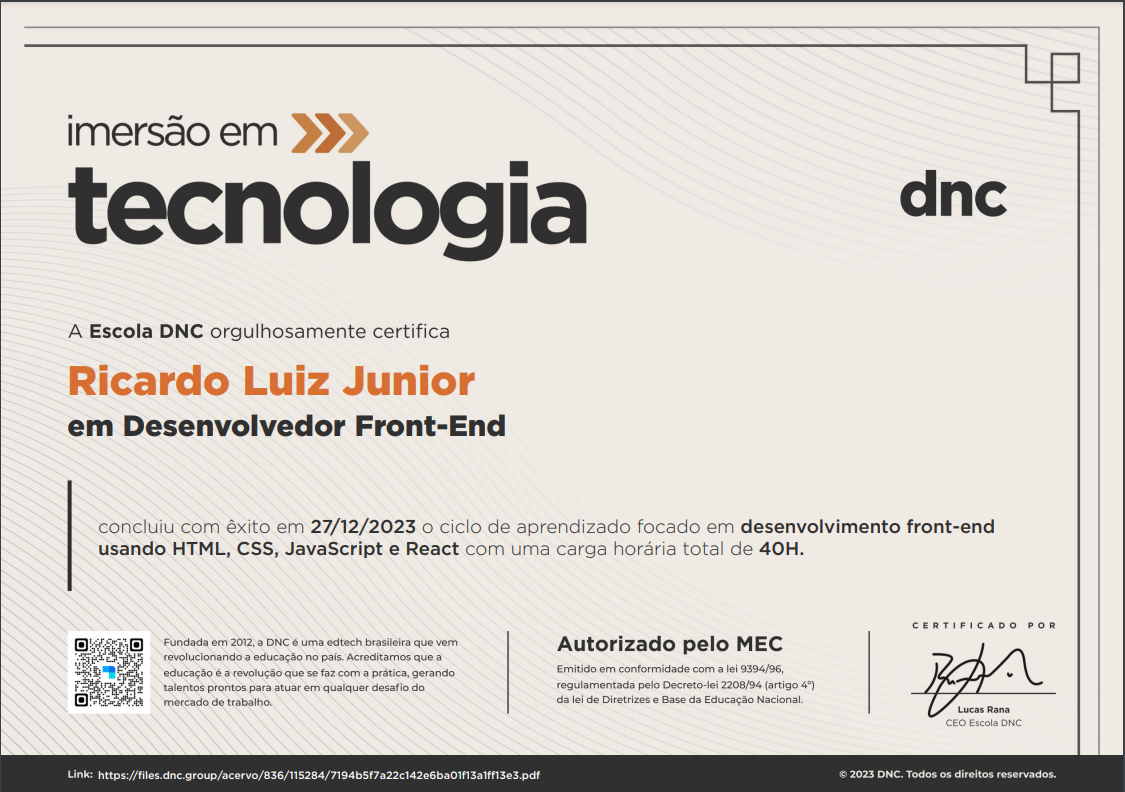 imersão em
tecnologia
dnc
A Escola DNC orgulhosamente certifica
Ricardo Luiz Junior
em Desenvolvedor Front-End
concluiu com êxito em 27/12/2023 o ciclo de aprendizado focado em desenvolvimento front-end
usando HTML, CSS, JavaScript e React com uma carga horária total de 40H.
Fundada em 2012, a DNC é uma edtech brasileira que vem
revolucionando a educação no país. Acreditamos que a
educação é a revolução que se faz com a prática, gerando
talentos prontos para atuar em qualquer desafio do
mercado de trabalho.
Autorizado pelo MEC
Emitido em conformidade com a lei 9394/96,
regulamentada pelo Decreto-lei 2208/94 (artigo 4º)
da lei de Diretrizes e Base da Educação Nacional.
CERTIFICADO POR
Lucas Rana
CEO Escola DNC
Link: https://files.dnc.group/acervo/836/115284/7194b5f7a22c142e6ba01f13a1ff13e3.pdf
© 2023 DNC. Todos os direitos reservados.